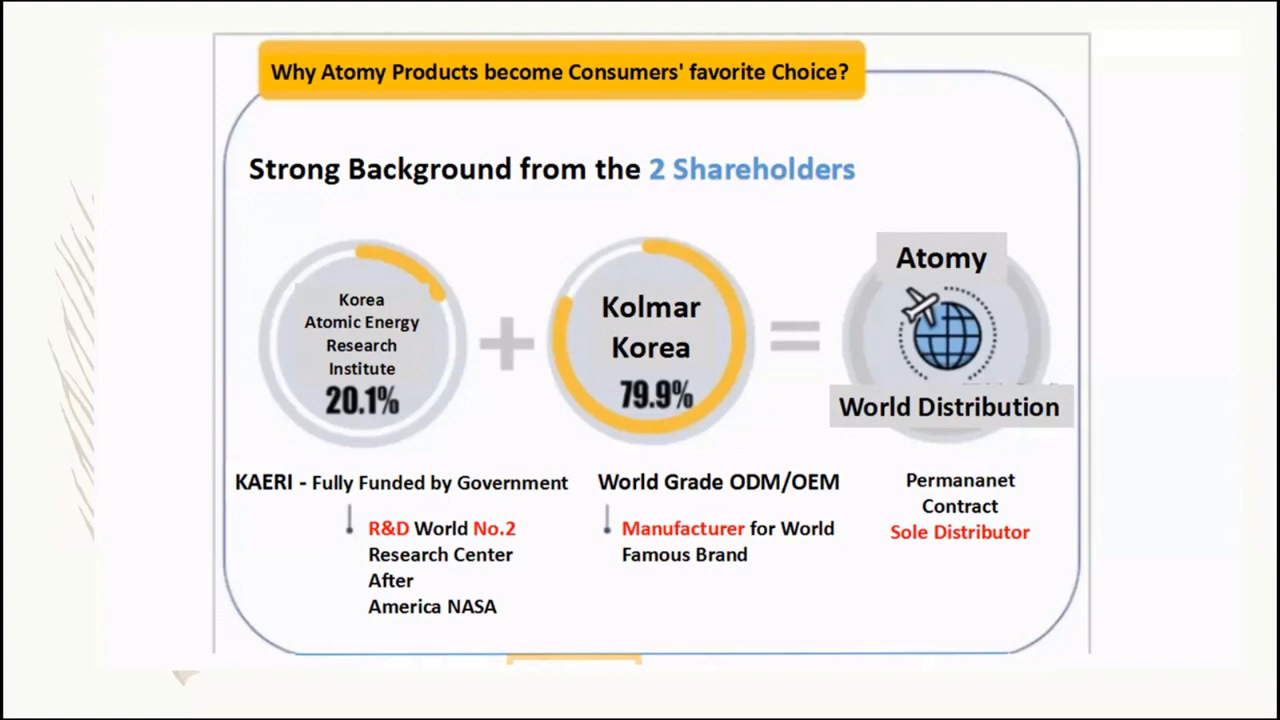 Why Atomy Products become Consumers' favorite Choice?
Strong Background from the 2 Shareholders
Korea
Atomic Energy
Research
Institute
20.1%
Kolmar
Korea
79.9%
Atomy
World Distribution
KAERI - Fully Funded by Government
R&D World No.2
Research Center
After
America NASA
World Grade ODM/OEM
Manufacturer for World
Famous Brand
Permananet
Contract
Sole Distributor